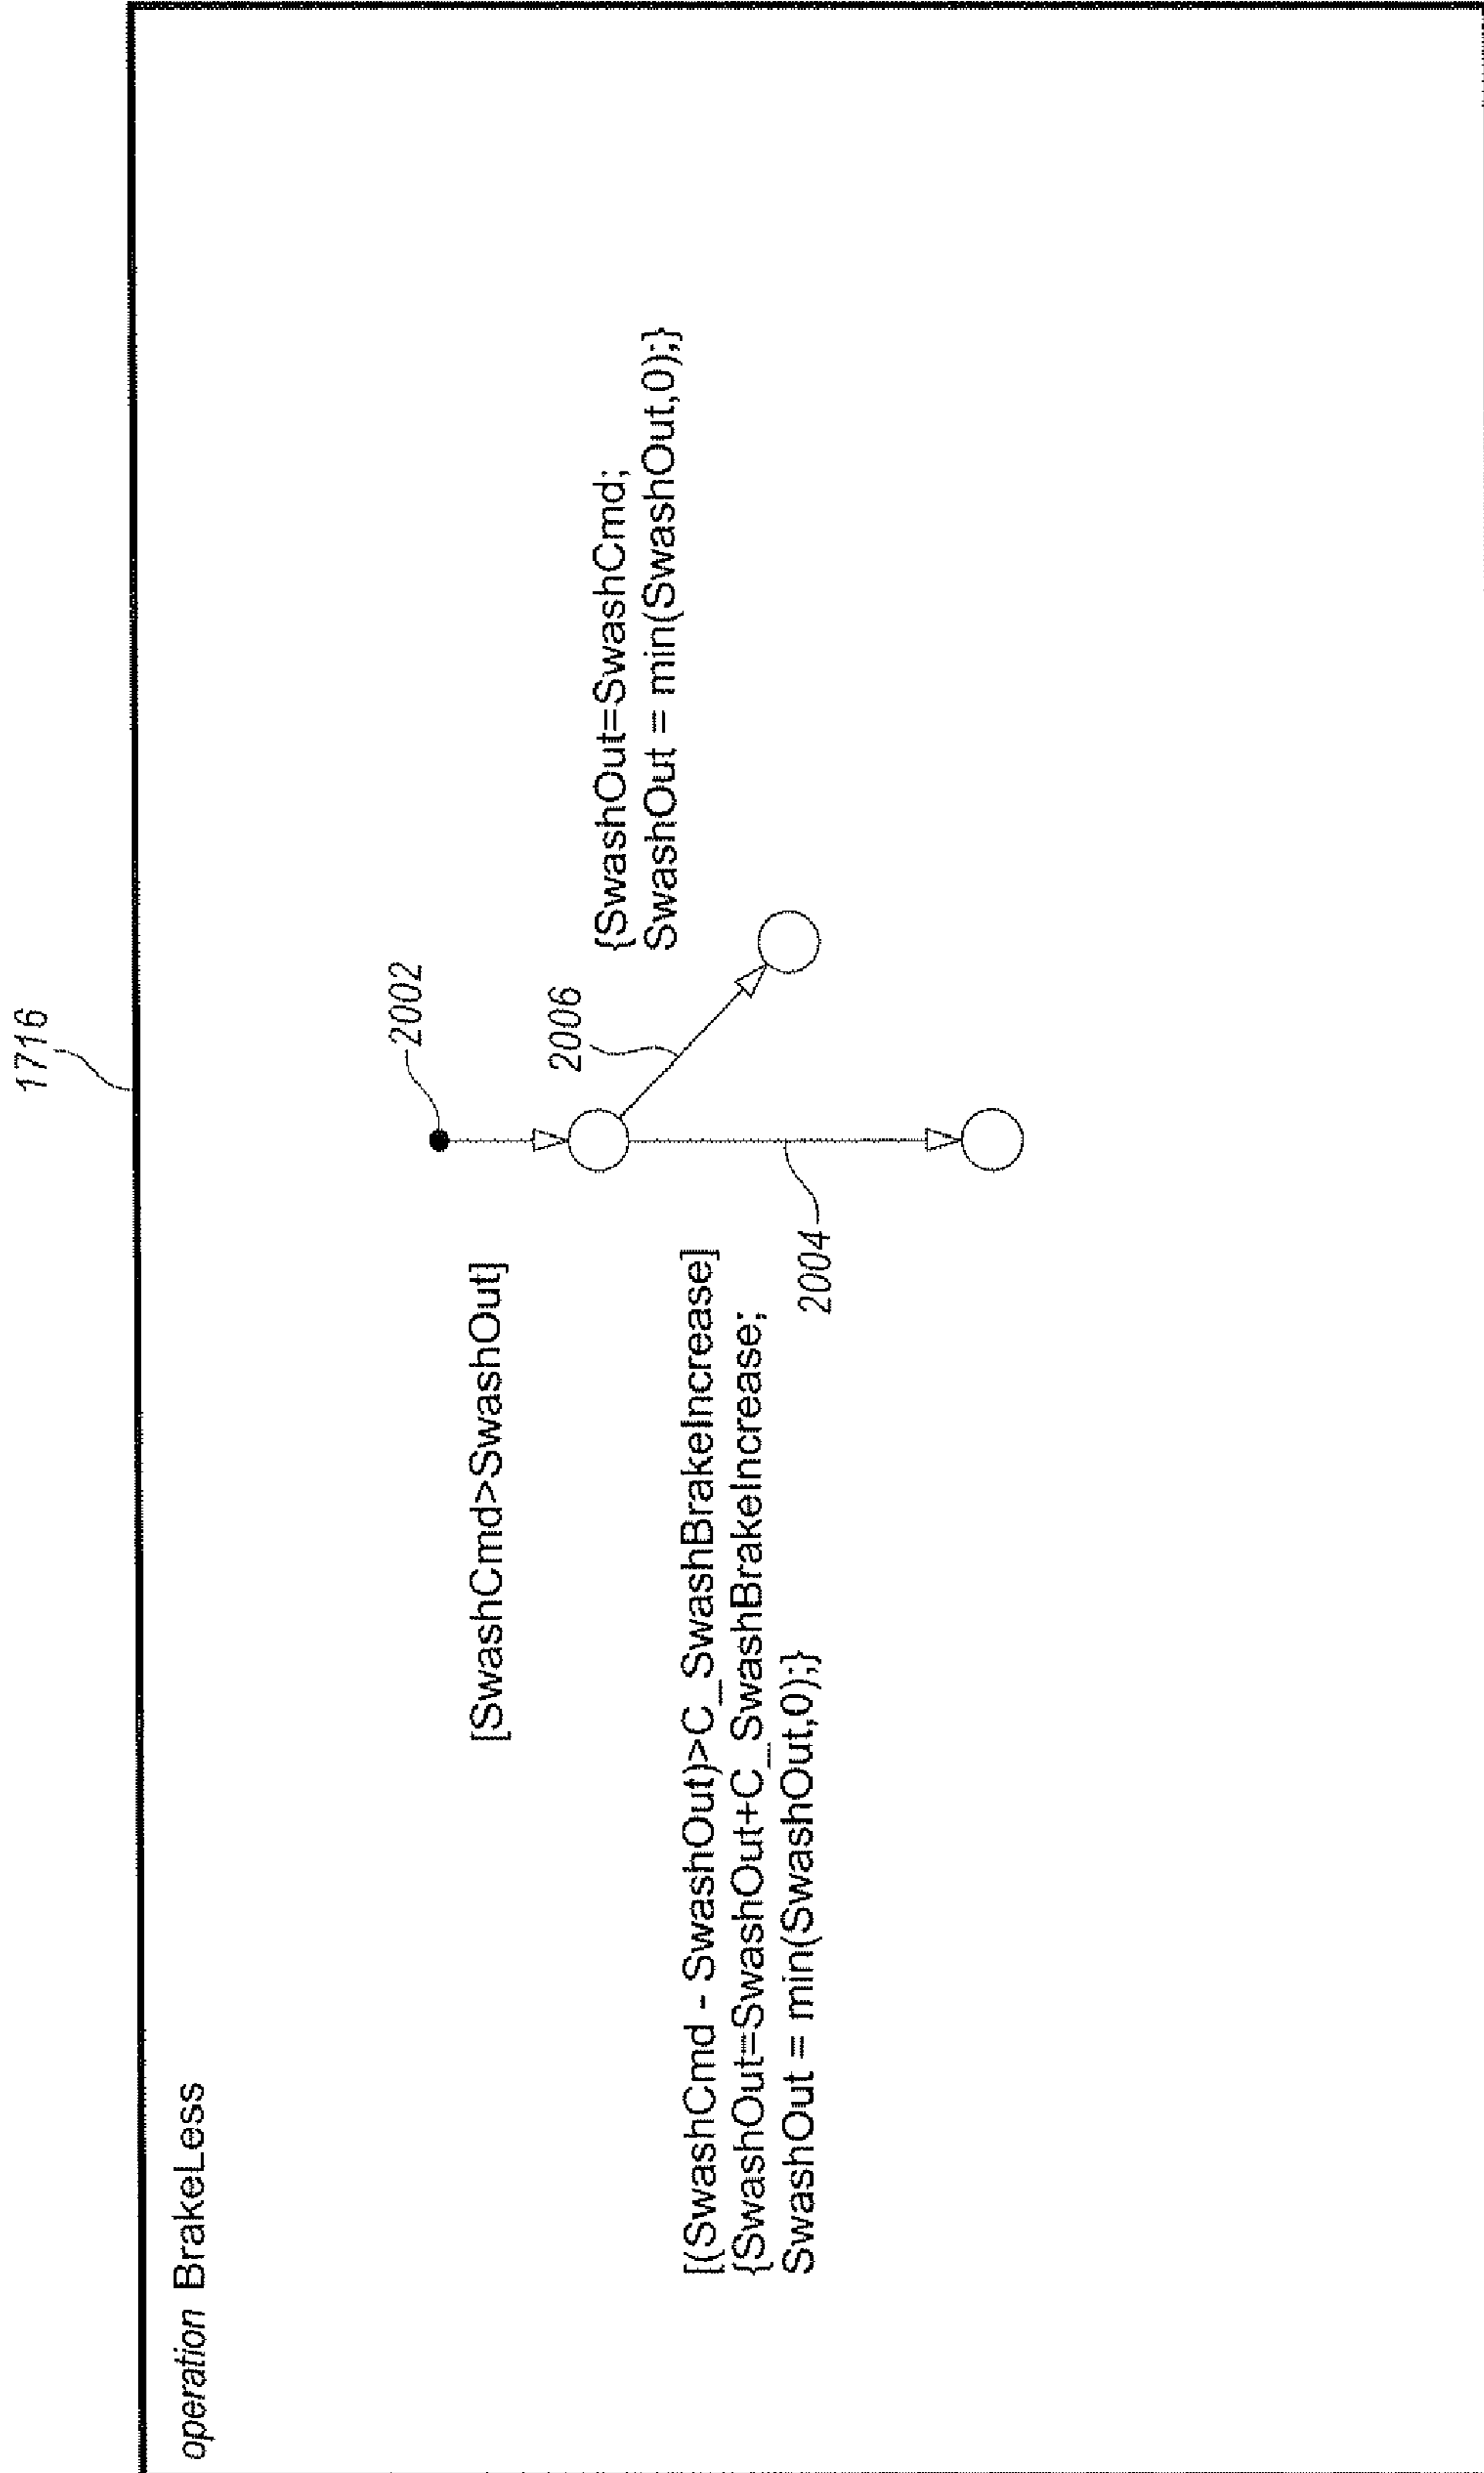 1716
operation BrakeLess
2002
[SwashCmd>SwashOut]
2006
{SwashOut=SwashCmd;
SwashOut = min(SwashOut,0);}
[(SwashCmd - SwashOut)>C_SwashBrakeIncrease]
{SwashOut=SwashOut+C_SwashBrakeIncrease;
SwashOut = min(SwashOut,0);}
2004